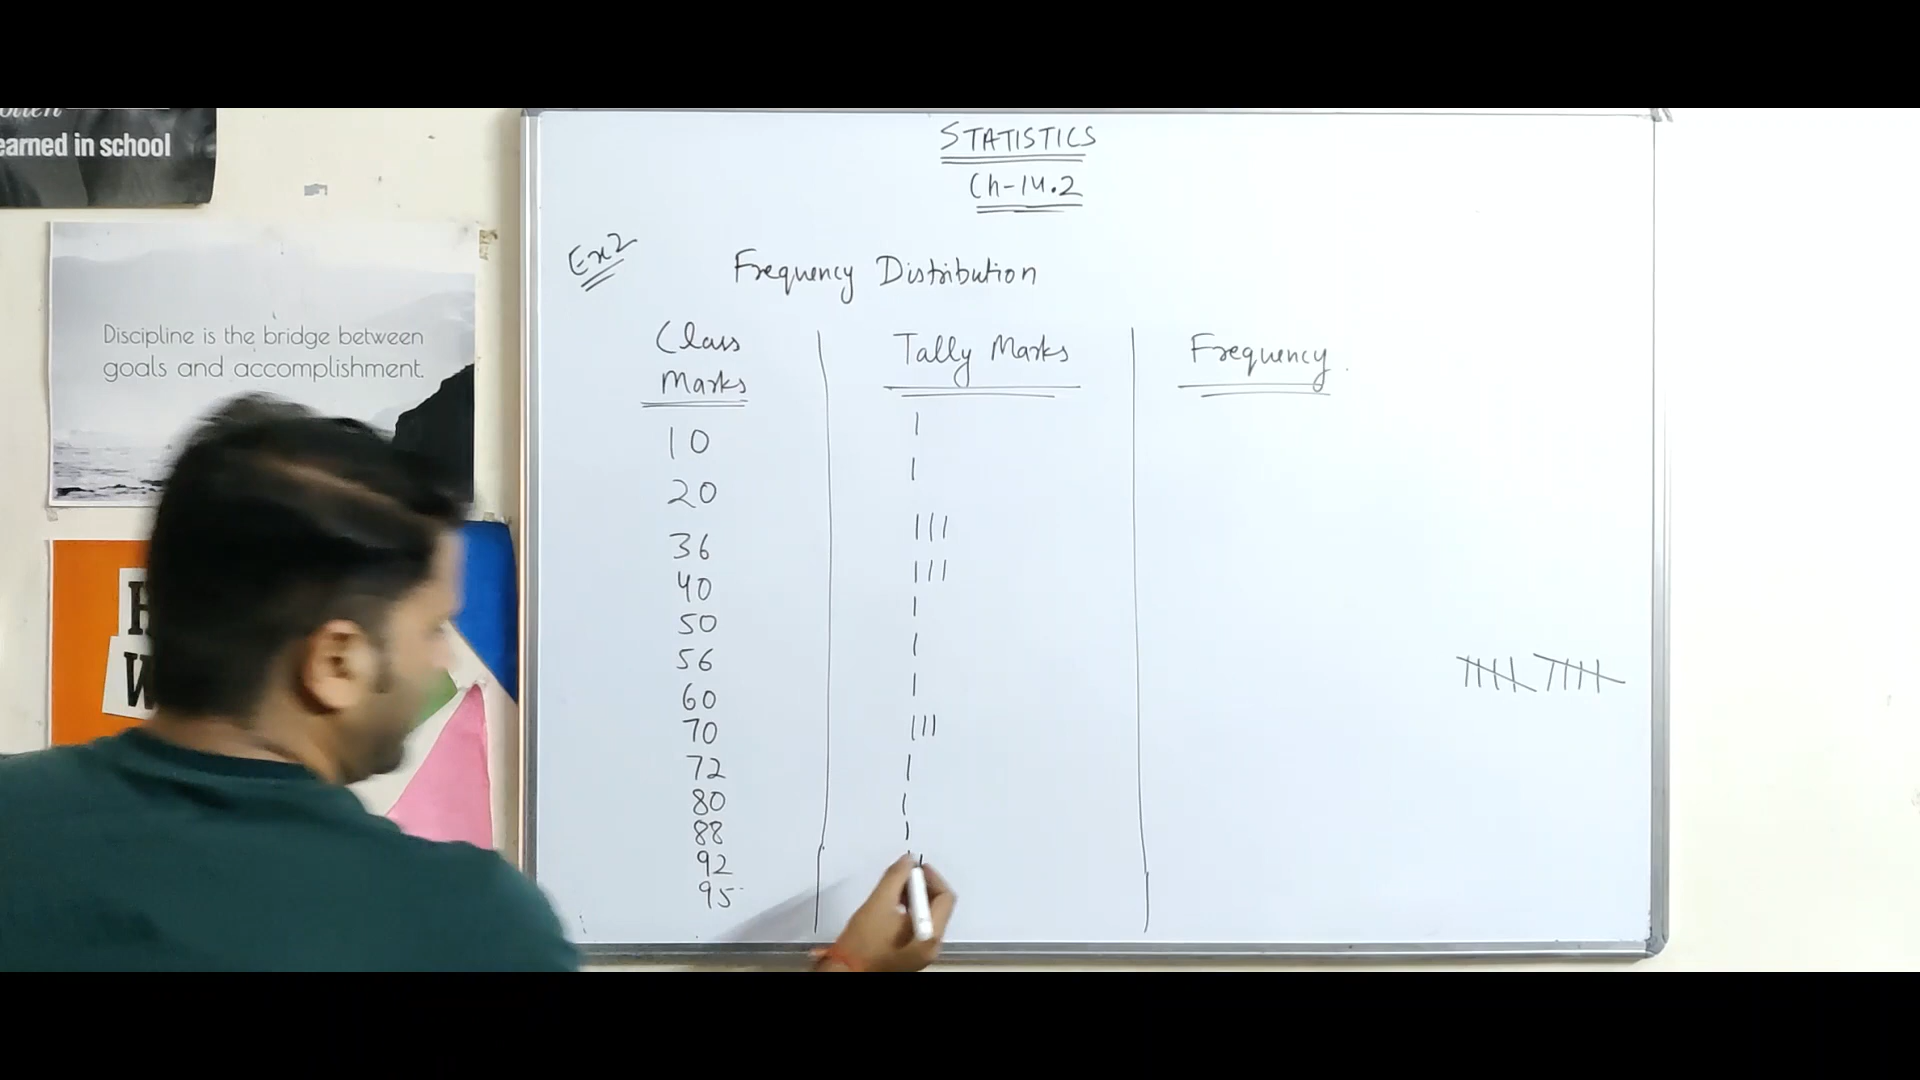 earned in school
Discipline is the bridge between
goals and accomplishment.
H
W
STATISTICS
Ch-14.2
Ex2
Frequency Distribution
Class Marks | Tally Marks | Frequency
10 |
20 |
36 |||
40 |||
50 |
56 |
60 |
70 |||
72 |
80 |
88 |
92
95